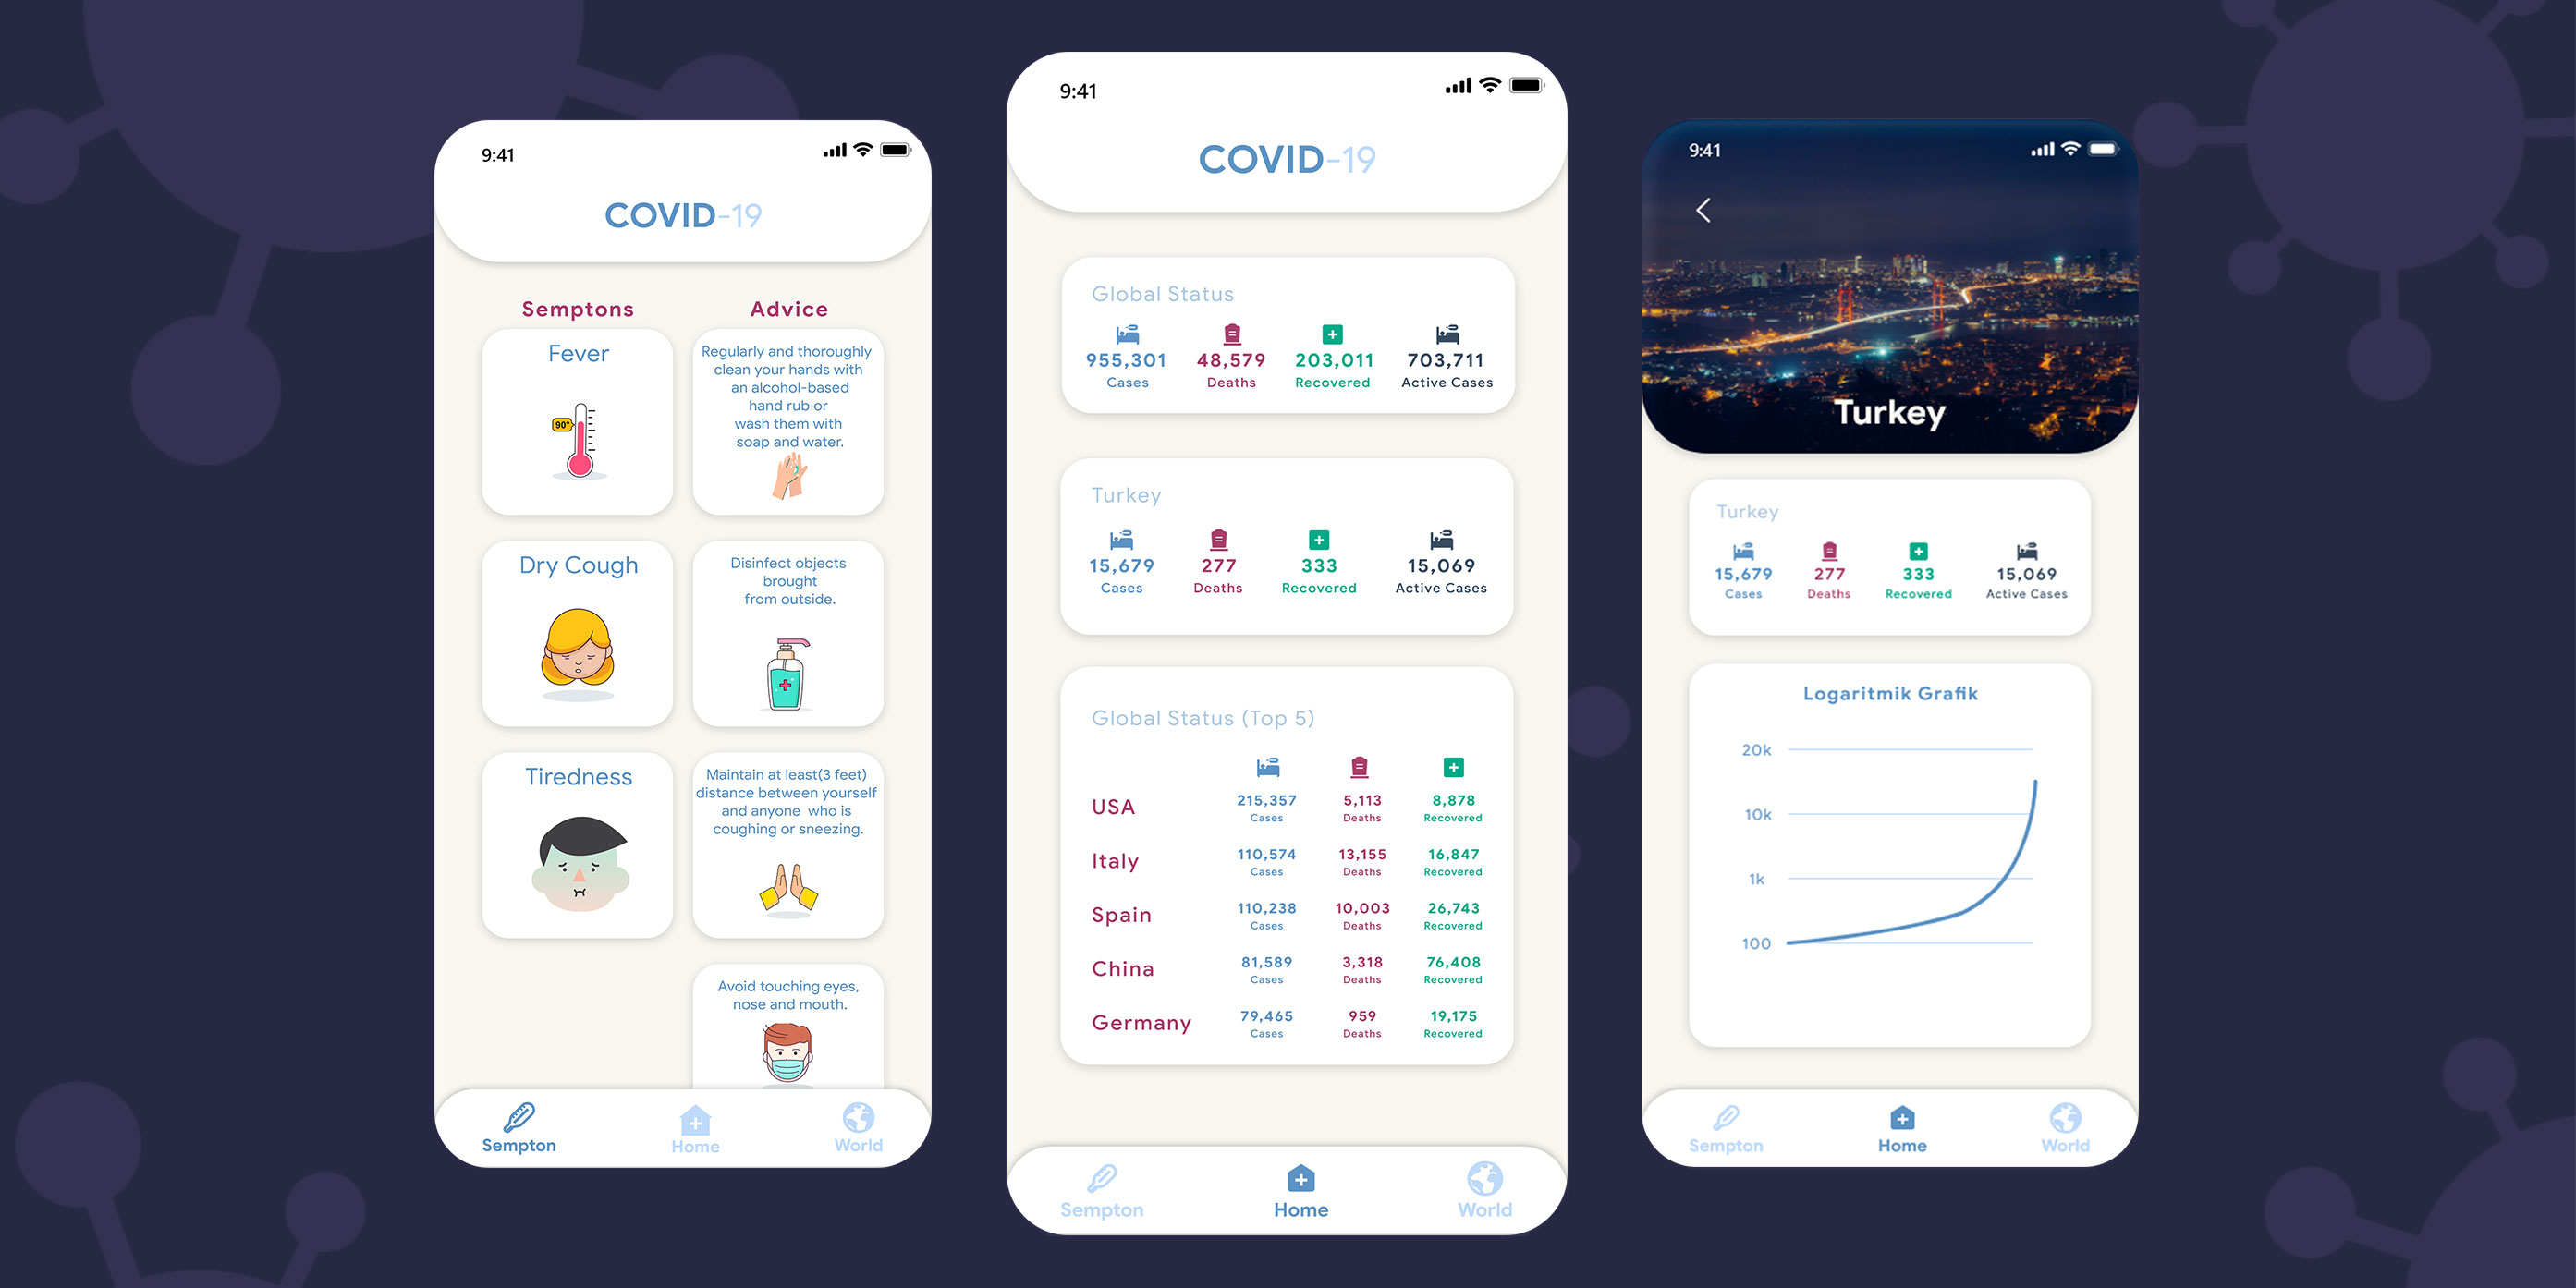 9:41
COVID-19
Semptons
Advice
Fever
90°
Regularly and thoroughly
clean your hands with
an alcohol-based
hand rub or
wash them with
soap and water.
Dry Cough
Disinfect objects
brought
from outside.
Tiredness
Maintain at least(3 feet)
distance between yourself
and anyone who is
coughing or sneezing.
Avoid touching eyes,
nose and mouth.
Sempton Home World
9:41
COVID-19
Global Status
955,301 48,579 203,011 703,711
Cases Deaths Recovered Active Cases
Turkey
15,679 277 333 15,069
Cases Deaths Recovered Active Cases
Global Status (Top 5)
USA 215,357 5,113 8,878
Cases Deaths Recovered
Italy 110,574 13,155 16,847
Cases Deaths Recovered
Spain 110,238 10,003 26,743
Cases Deaths Recovered
China 81,589 3,318 76,408
Cases Deaths Recovered
Germany 79,465 959 19,175
Cases Deaths Recovered
Sempton Home World
9:41
Turkey
Turkey
15,679 277 333 15,069
Cases Deaths Recovered Active Cases
Logaritmik Grafik
20k
10k
1k
100
Sempton Home World